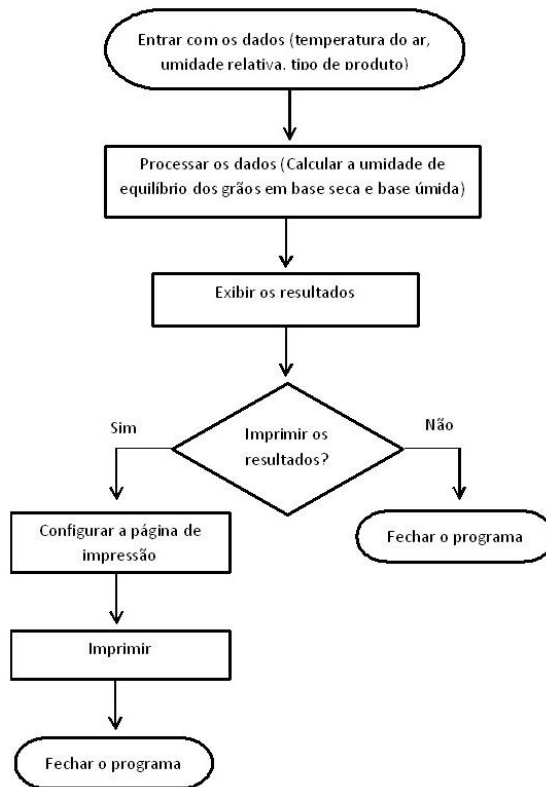 Entrar com os dados (temperatura do ar,
umidade relativa, tipo de produto)
Processar os dados (Calcular a umidade de
equilíbrio dos grãos em base seca e base úmida)
Exibir os resultados
Imprimir os
resultados?
Sim
Não
Configurar a página de
impressão
Fechar o programa
Imprimir
Fechar o programa